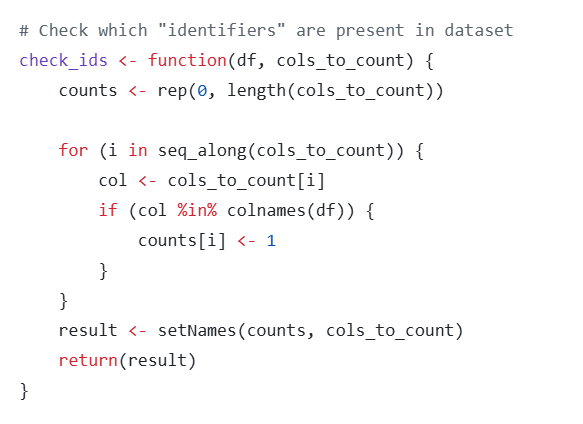 # Check which "identifiers" are present in dataset
check_ids <- function(df, cols_to_count) {
    counts <- rep(0, length(cols_to_count))

    for (i in seq_along(cols_to_count)) {
        col <- cols_to_count[i]
        if (col %in% colnames(df)) {
            counts[i] <- 1
        }
    }
    result <- setNames(counts, cols_to_count)
    return(result)
}